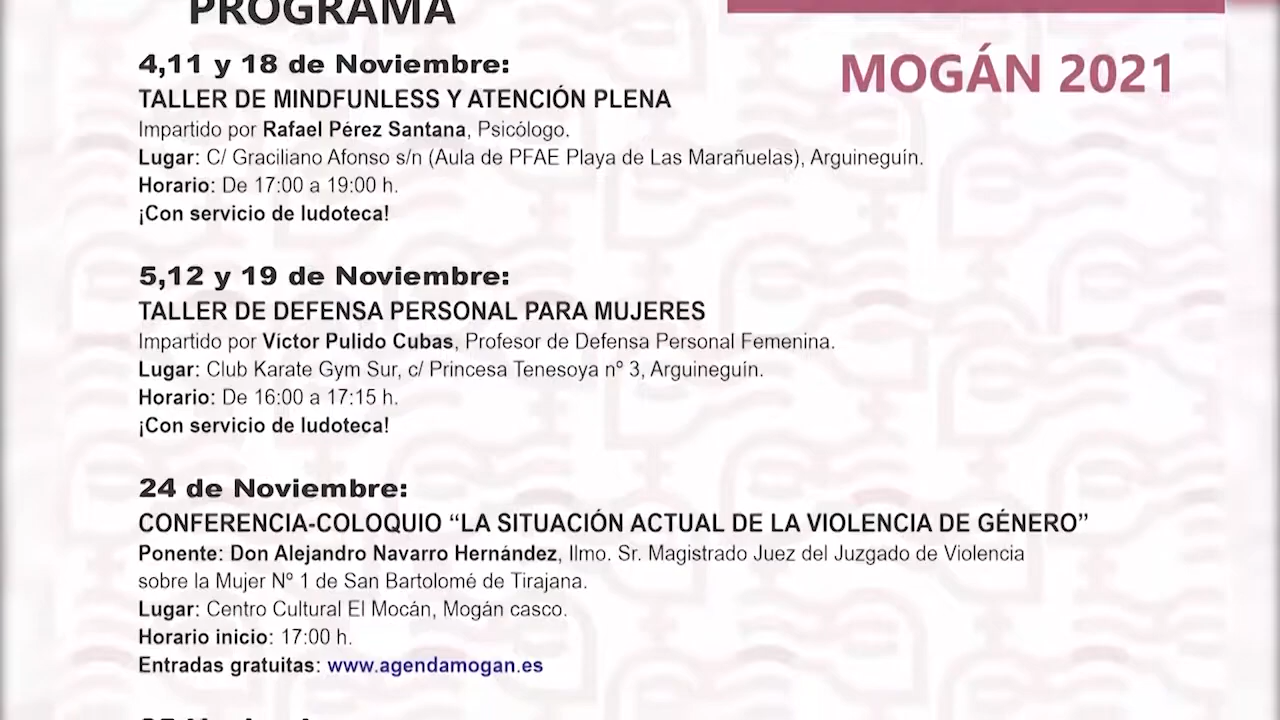 PROGRAMA
MOGÁN 2021
4,11 y 18 de Noviembre:
TALLER DE MINDFUNLESS Y ATENCIÓN PLENA
Impartido por Rafael Pérez Santana, Psicólogo.
Lugar: C/ Graciliano Afonso s/n (Aula de PFAE Playa de Las Marañuelas), Arguineguín.
Horario: De 17:00 a 19:00 h.
¡Con servicio de ludoteca!
5,12 y 19 de Noviembre:
TALLER DE DEFENSA PERSONAL PARA MUJERES
Impartido por Víctor Pulido Cubas, Profesor de Defensa Personal Femenina.
Lugar: Club Karate Gym Sur, c/ Princesa Tenesoya nº 3, Arguineguín.
Horario: De 16:00 a 17:15 h.
¡Con servicio de ludoteca!
24 de Noviembre:
CONFERENCIA-COLOQUIO “LA SITUACIÓN ACTUAL DE LA VIOLENCIA DE GÉNERO”
Ponente: Don Alejandro Navarro Hernández, Ilmo. Sr. Magistrado Juez del Juzgado de Violencia
sobre la Mujer Nº 1 de San Bartolomé de Tirajana.
Lugar: Centro Cultural El Mocán, Mogán casco.
Horario inicio: 17:00 h.
Entradas gratuitas: www.agendamogan.es